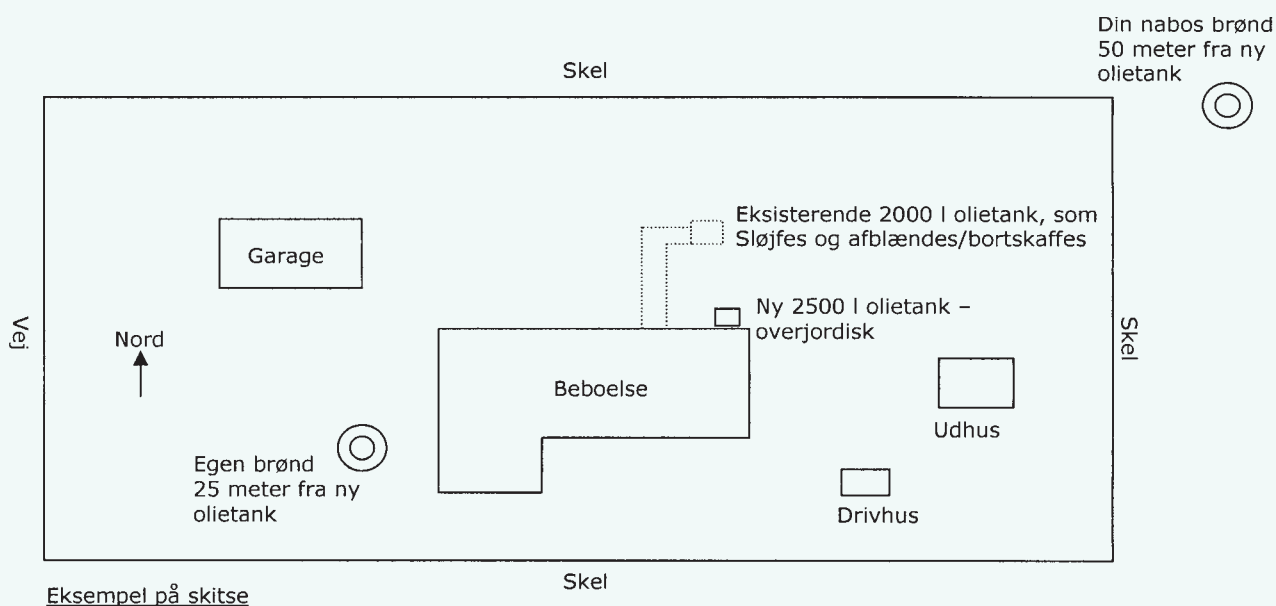 Din nabos brønd
50 meter fra ny
olietank
Skel
Eksisterende 2000 l olietank, som
Sløjfes og afblændes/bortskaffes
Garage
Ny 2500 l olietank –
overjordisk
Vej
Nord
Skel
Beboelse
Udhus
Egen brønd
25 meter fra ny
olietank
Drivhus
Skel
Eksempel på skitse